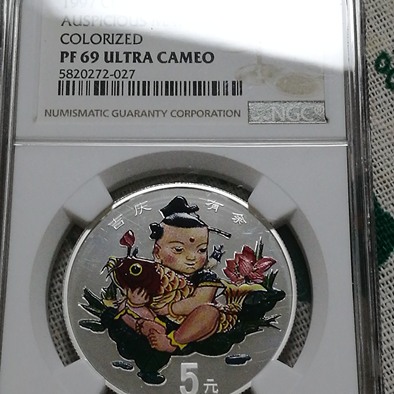 COLORIZED
PF 69 ULTRA CAMEO
5820272-027
NUMISMATIC GUARANTY CORPORATION
NGC
吉庆有余
5元